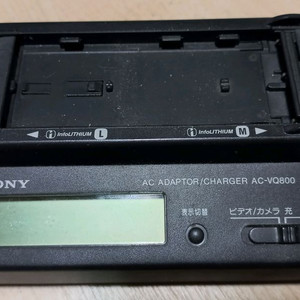 InfoLITHIUM L InfoLITHIUM M
SONY AC ADAPTOR/CHARGER AC-VQ800
表示切替 ビデオ/カメラ 充